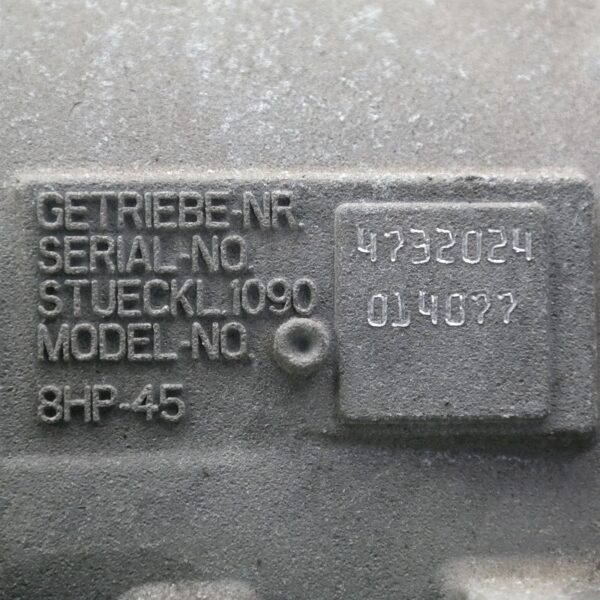 GETRIEBE-NR.
SERIAL-NO.
4732024
STUECKL.1090
014077
MODEL-NO.
8HP-45